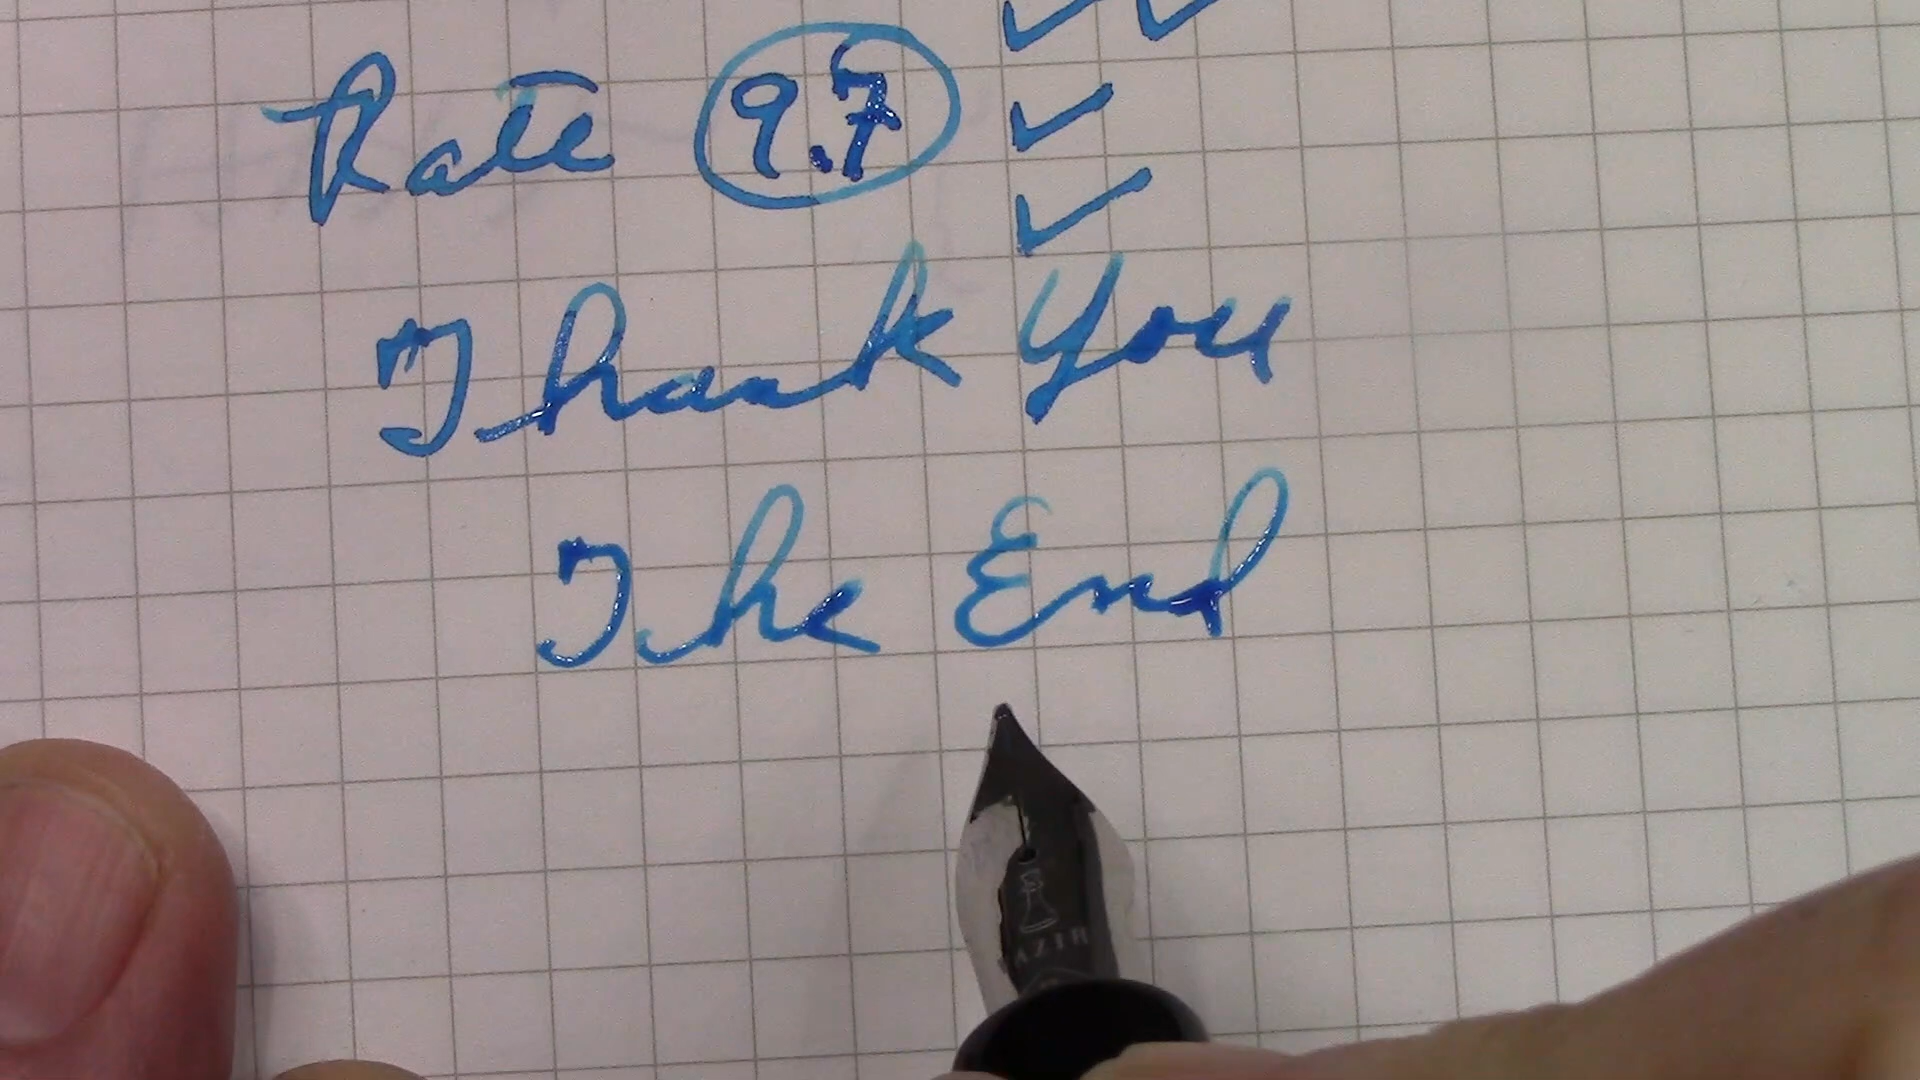 ✓ ✓
Rate 9.7 ✓
✓
Thank You
The End